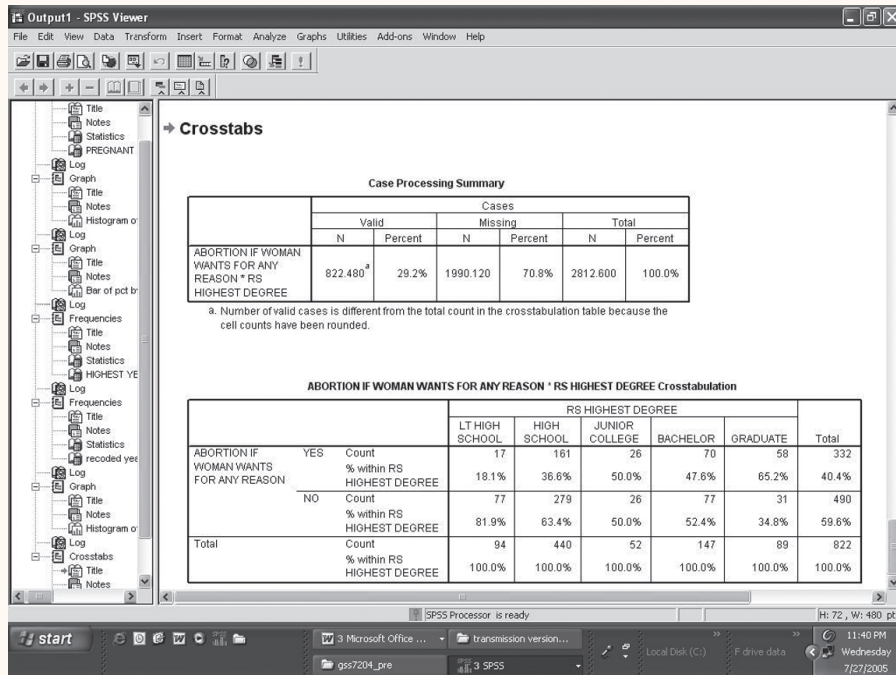 Output1 - SPSS Viewer
File Edit View Data Transform Insert Format Analyze Graphs Utilities Add-ons Window Help
Title
Notes
Statistics
PREGNANT
Log
Graph
Title
Notes
Histogram o
Log
Graph
Title
Notes
Bar of pct b
Log
Frequencies
Title
Notes
Statistics
HIGHEST YE
Log
Frequencies
Title
Notes
Statistics
recoded yea
Log
Graph
Title
Notes
Histogram o
Log
Crosstabs
Title
Notes
Crosstabs
Case Processing Summary
Cases
Valid Missing Total
N Percent N Percent N Percent
ABORTION IF WOMAN
WANTS FOR ANY
REASON * RS
HIGHEST DEGREE
822.480a 29.2% 1990.120 70.8% 2812.600 100.0%
a. Number of valid cases is different from the total count in the crosstabulation table because the
cell counts have been rounded.
ABORTION IF WOMAN WANTS FOR ANY REASON * RS HIGHEST DEGREE Crosstabulation
RS HIGHEST DEGREE
LT HIGH SCHOOL HIGH SCHOOL JUNIOR COLLEGE BACHELOR GRADUATE Total
ABORTION IF WOMAN WANTS FOR ANY REASON YES Count 17 161 26 70 58 332
% within RS HIGHEST DEGREE 18.1% 36.6% 50.0% 47.6% 65.2% 40.4%
NO Count 77 279 26 77 31 490
% within RS HIGHEST DEGREE 81.9% 63.4% 50.0% 52.4% 34.8% 59.6%
Total Count 94 440 52 147 89 822
% within RS HIGHEST DEGREE 100.0% 100.0% 100.0% 100.0% 100.0% 100.0%
SPSS Processor is ready
H: 72 , W: 480 pt
start
3 Microsoft Office ...
transmission version...
gss7204_pre
3 SPSS
Local Disk (C:)
F drive data
11:40 PM
Wednesday
7/27/2005